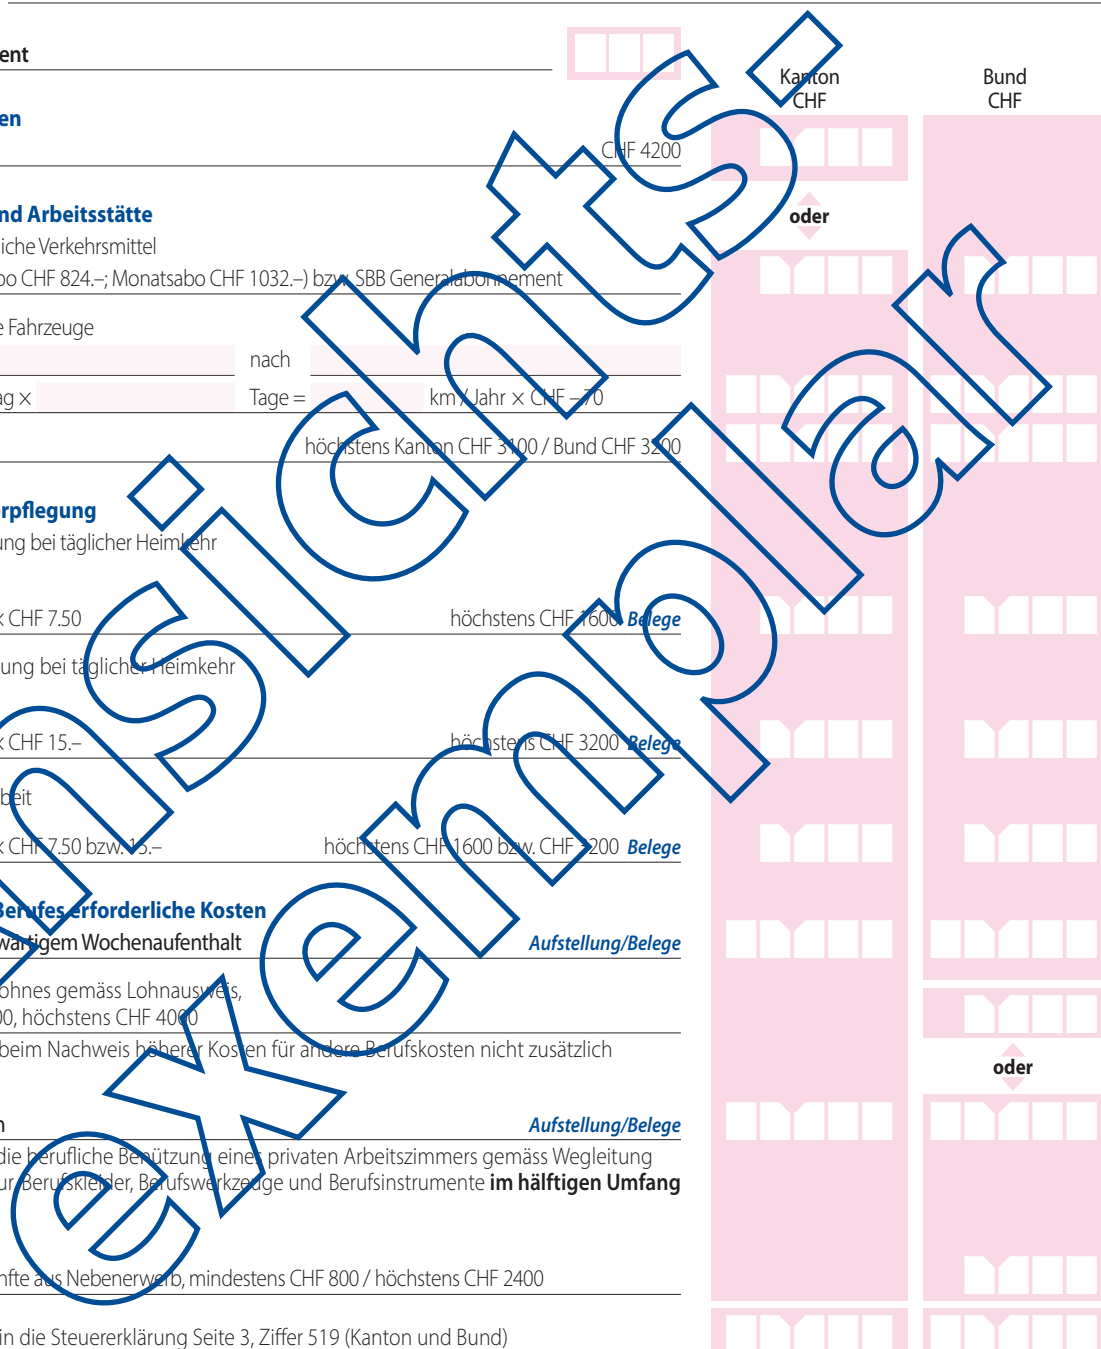 ent
Kanton
CHF
Bund
CHF
en
CHF 4200
nd Arbeitsstätte
oder
liche Verkehrsmittel
bo CHF 824.–; Monatsabo CHF 1032.–) bzw. SBB Generalabonnement
e Fahrzeuge
nach
ag ×
Tage =
km / Jahr × CHF –.70
höchstens Kanton CHF 3100 / Bund CHF 3200
rpflegung
ung bei täglicher Heimkehr
× CHF 7.50
höchstens CHF 1600 Belege
ung bei täglicher Heimkehr
× CHF 15.–
höchstens CHF 3200 Belege
beit
× CHF 7.50 bzw. 15.–
höchstens CHF 1600 bzw. CHF 3200 Belege
Berufes erforderliche Kosten
wärtigem Wochenaufenthalt
Aufstellung/Belege
ohnes gemäss Lohnausweis,
00, höchstens CHF 4000
beim Nachweis höherer Kosten für andere Berufskosten nicht zusätzlich
oder
n
Aufstellung/Belege
die berufliche Benützung eines privaten Arbeitszimmers gemäss Wegleitung
ur, Berufskleider, Berufswerkzeuge und Berufsinstrumente im hälftigen Umfang
nfte aus Nebenerwerb, mindestens CHF 800 / höchstens CHF 2400
in die Steuererklärung Seite 3, Ziffer 519 (Kanton und Bund)
nsichts-
exemplar